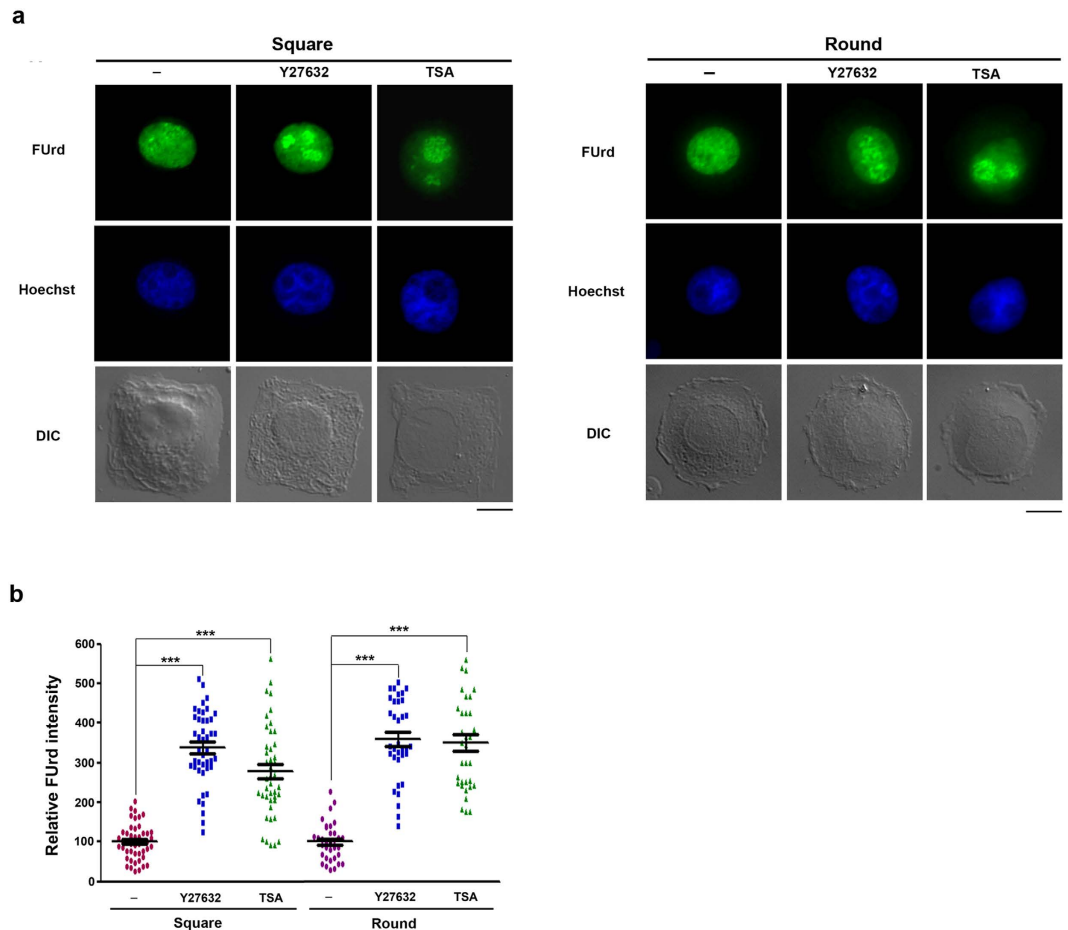 a
Square
Round
– Y27632 TSA
– Y27632 TSA
FUrd
FUrd
Hoechst
Hoechst
DIC
DIC
b
Relative FUrd intensity
600
500
400
300
200
100
0
***
***
***
***
– Y27632 TSA – Y27632 TSA
Square Round